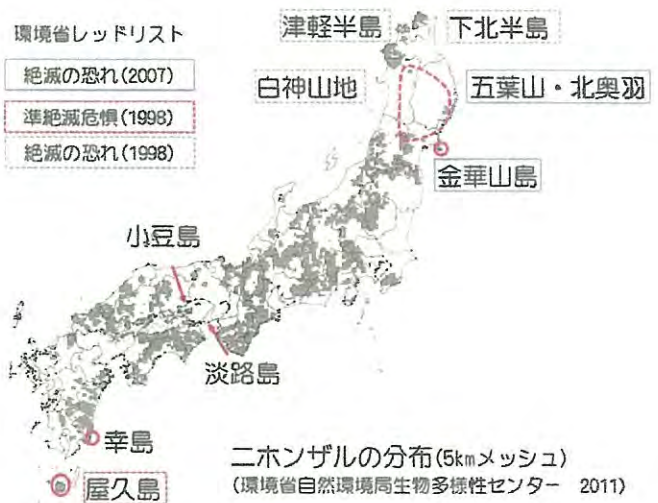 環境省レッドリスト
絶滅の恐れ(2007)
準絶滅危惧(1998)
絶滅の恐れ(1998)
津軽半島
下北半島
白神山地
五葉山・北奥羽
金華山島
小豆島
淡路島
幸島
屋久島
ニホンザルの分布(5kmメッシュ)
(環境省自然環境局生物多様性センター 2011)